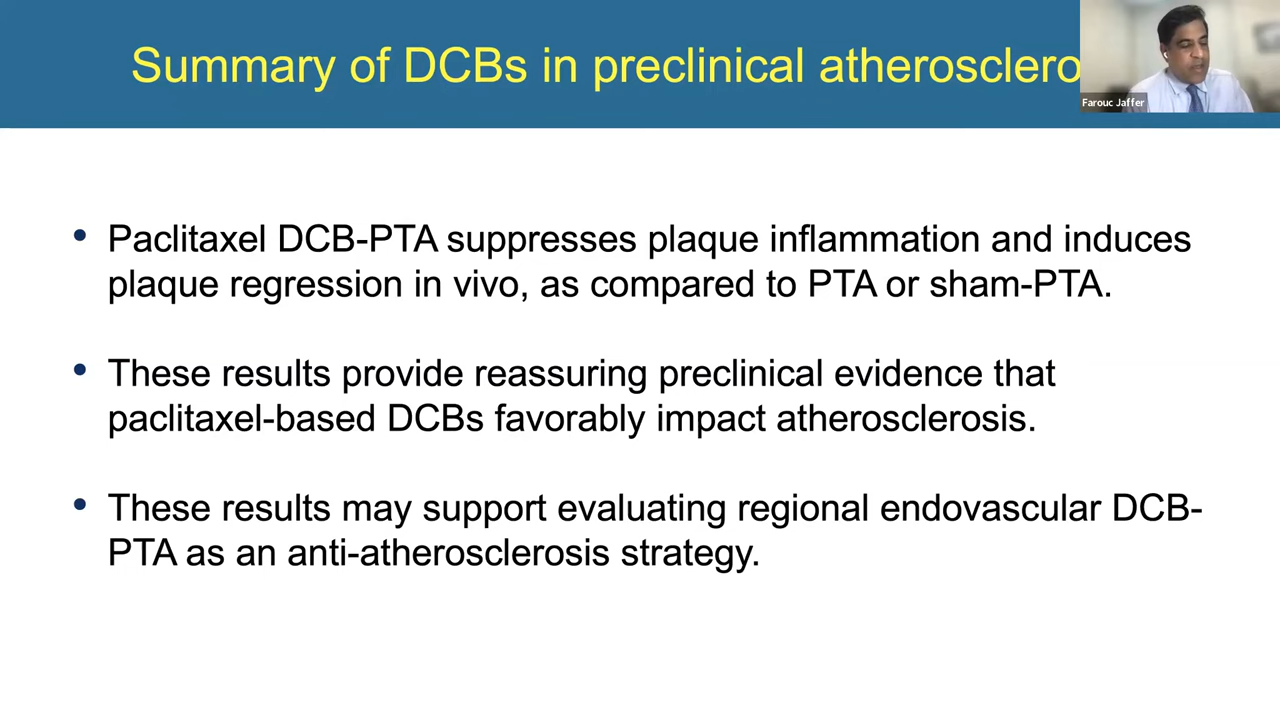 Summary of DCBs in preclinical atherosclero
Farouc Jaffer
• Paclitaxel DCB-PTA suppresses plaque inflammation and induces
plaque regression in vivo, as compared to PTA or sham-PTA.
• These results provide reassuring preclinical evidence that
paclitaxel-based DCBs favorably impact atherosclerosis.
• These results may support evaluating regional endovascular DCB-
PTA as an anti-atherosclerosis strategy.